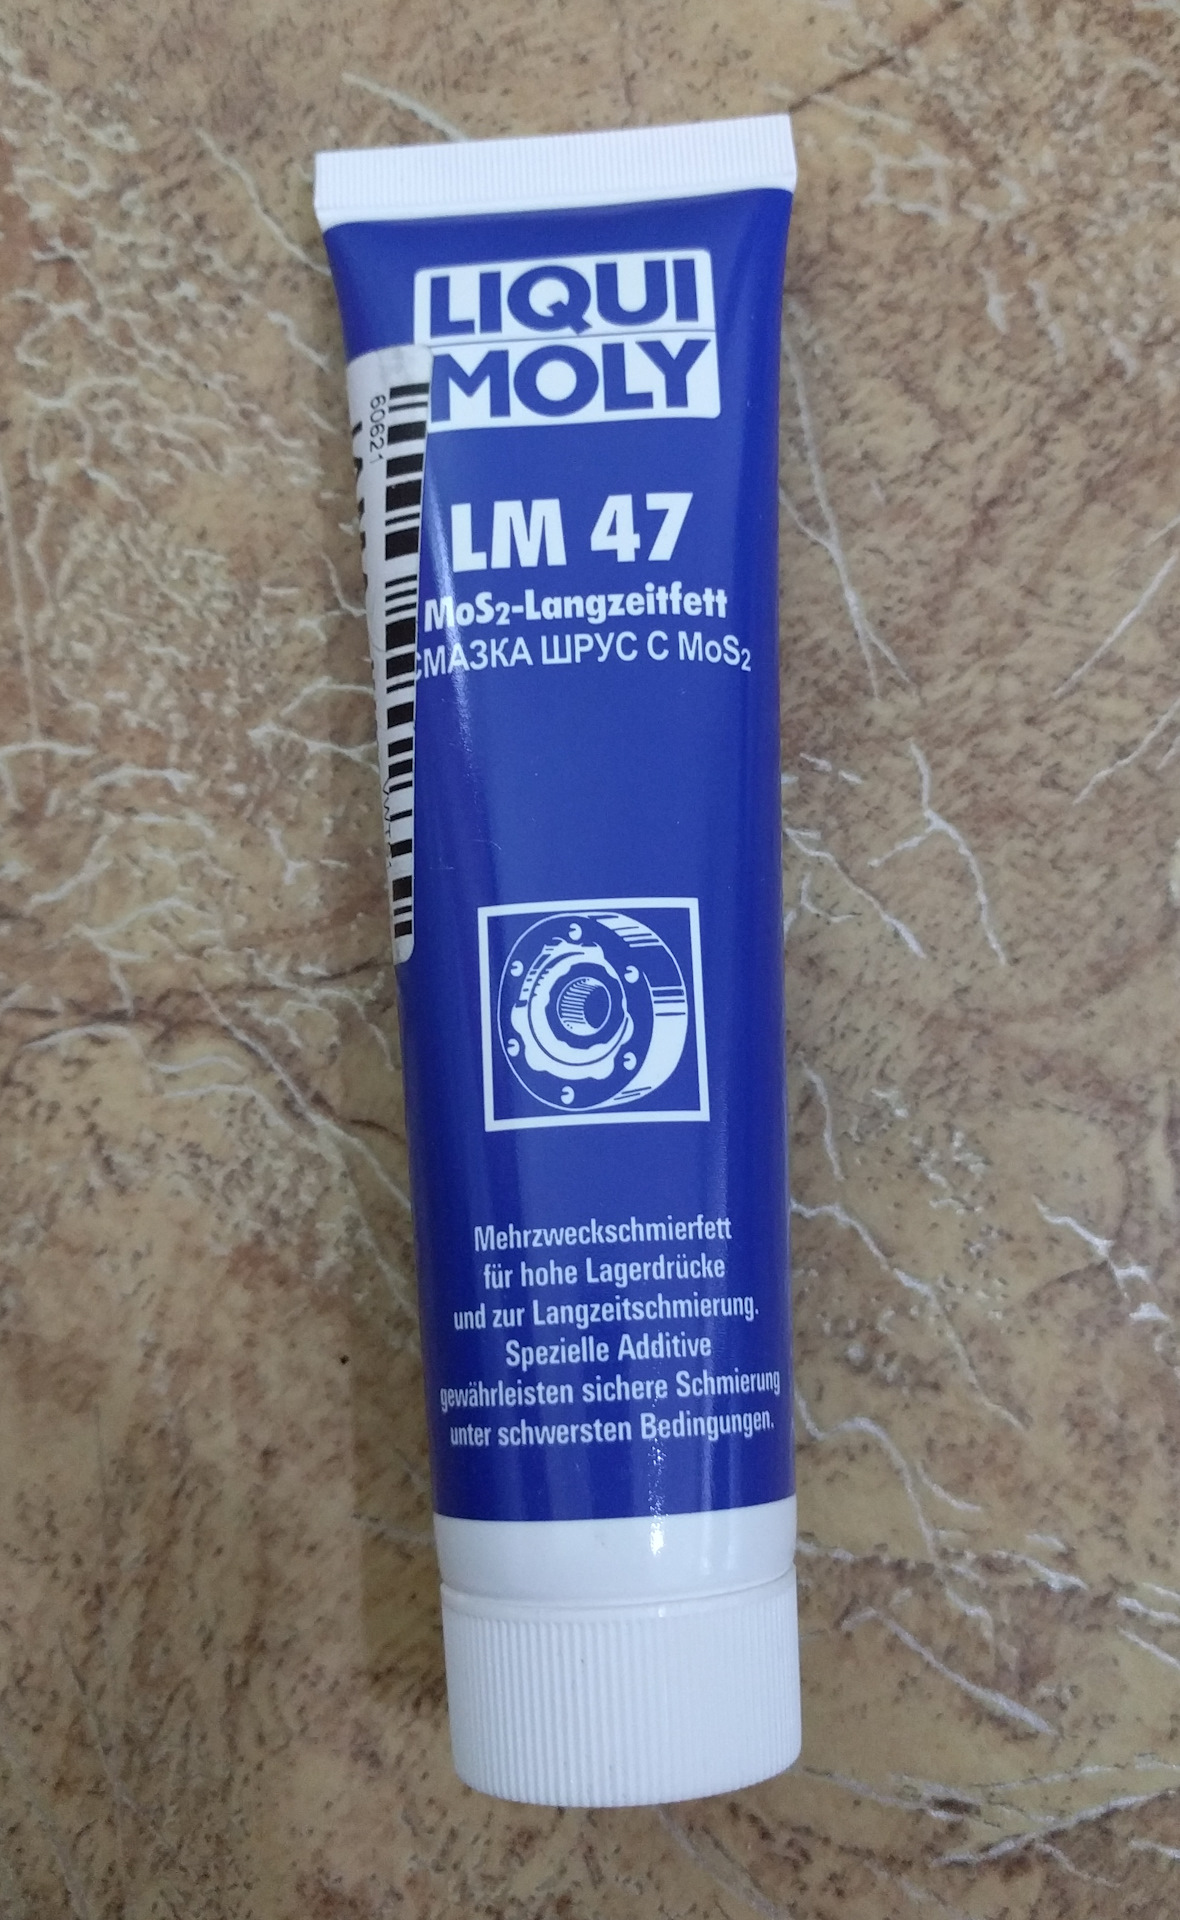 LIQUI
MOLY
60621
LM 47
MoS₂-Langzeitfett
СМАЗКА ШРУС С MoS₂
Mehrzweckschmierfett
für hohe Lagerdrücke
und zur Langzeitschmierung.
Spezielle Additive
gewährleisten sichere Schmierung
unter schwersten Bedingungen.